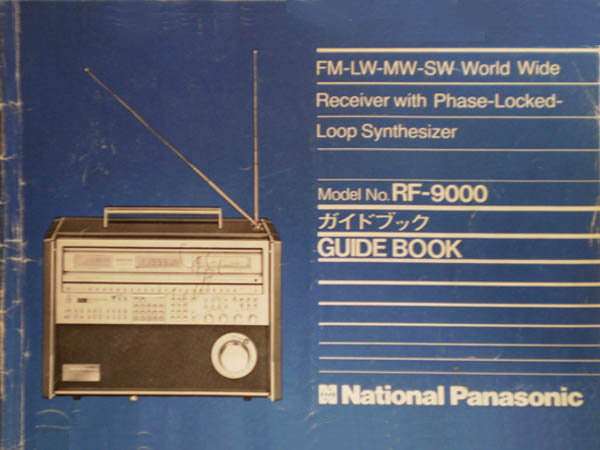 FM-LW-MW-SW World Wide
Receiver with Phase-Locked-
Loop Synthesizer
Model No. RF-9000
ガイドブック
GUIDE BOOK
National Panasonic